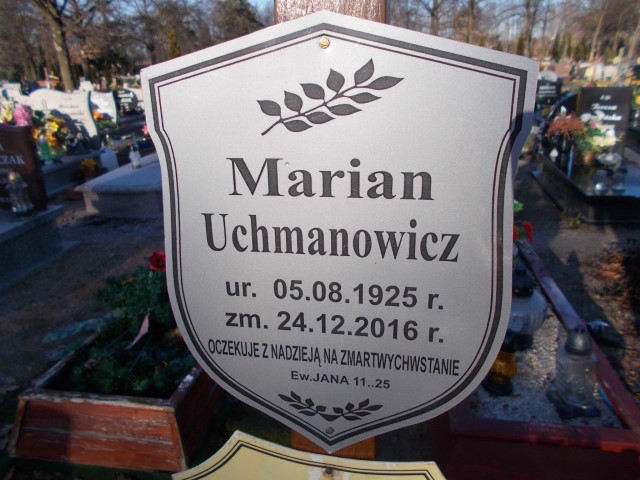 Marian
Uchmanowicz
ur. 05.08.1925 r.
zm. 24.12.2016 r.
OCZEKUJE Z NADZIEJĄ NA ZMARTWYCHWSTANIE
Ew.JANA 11..25